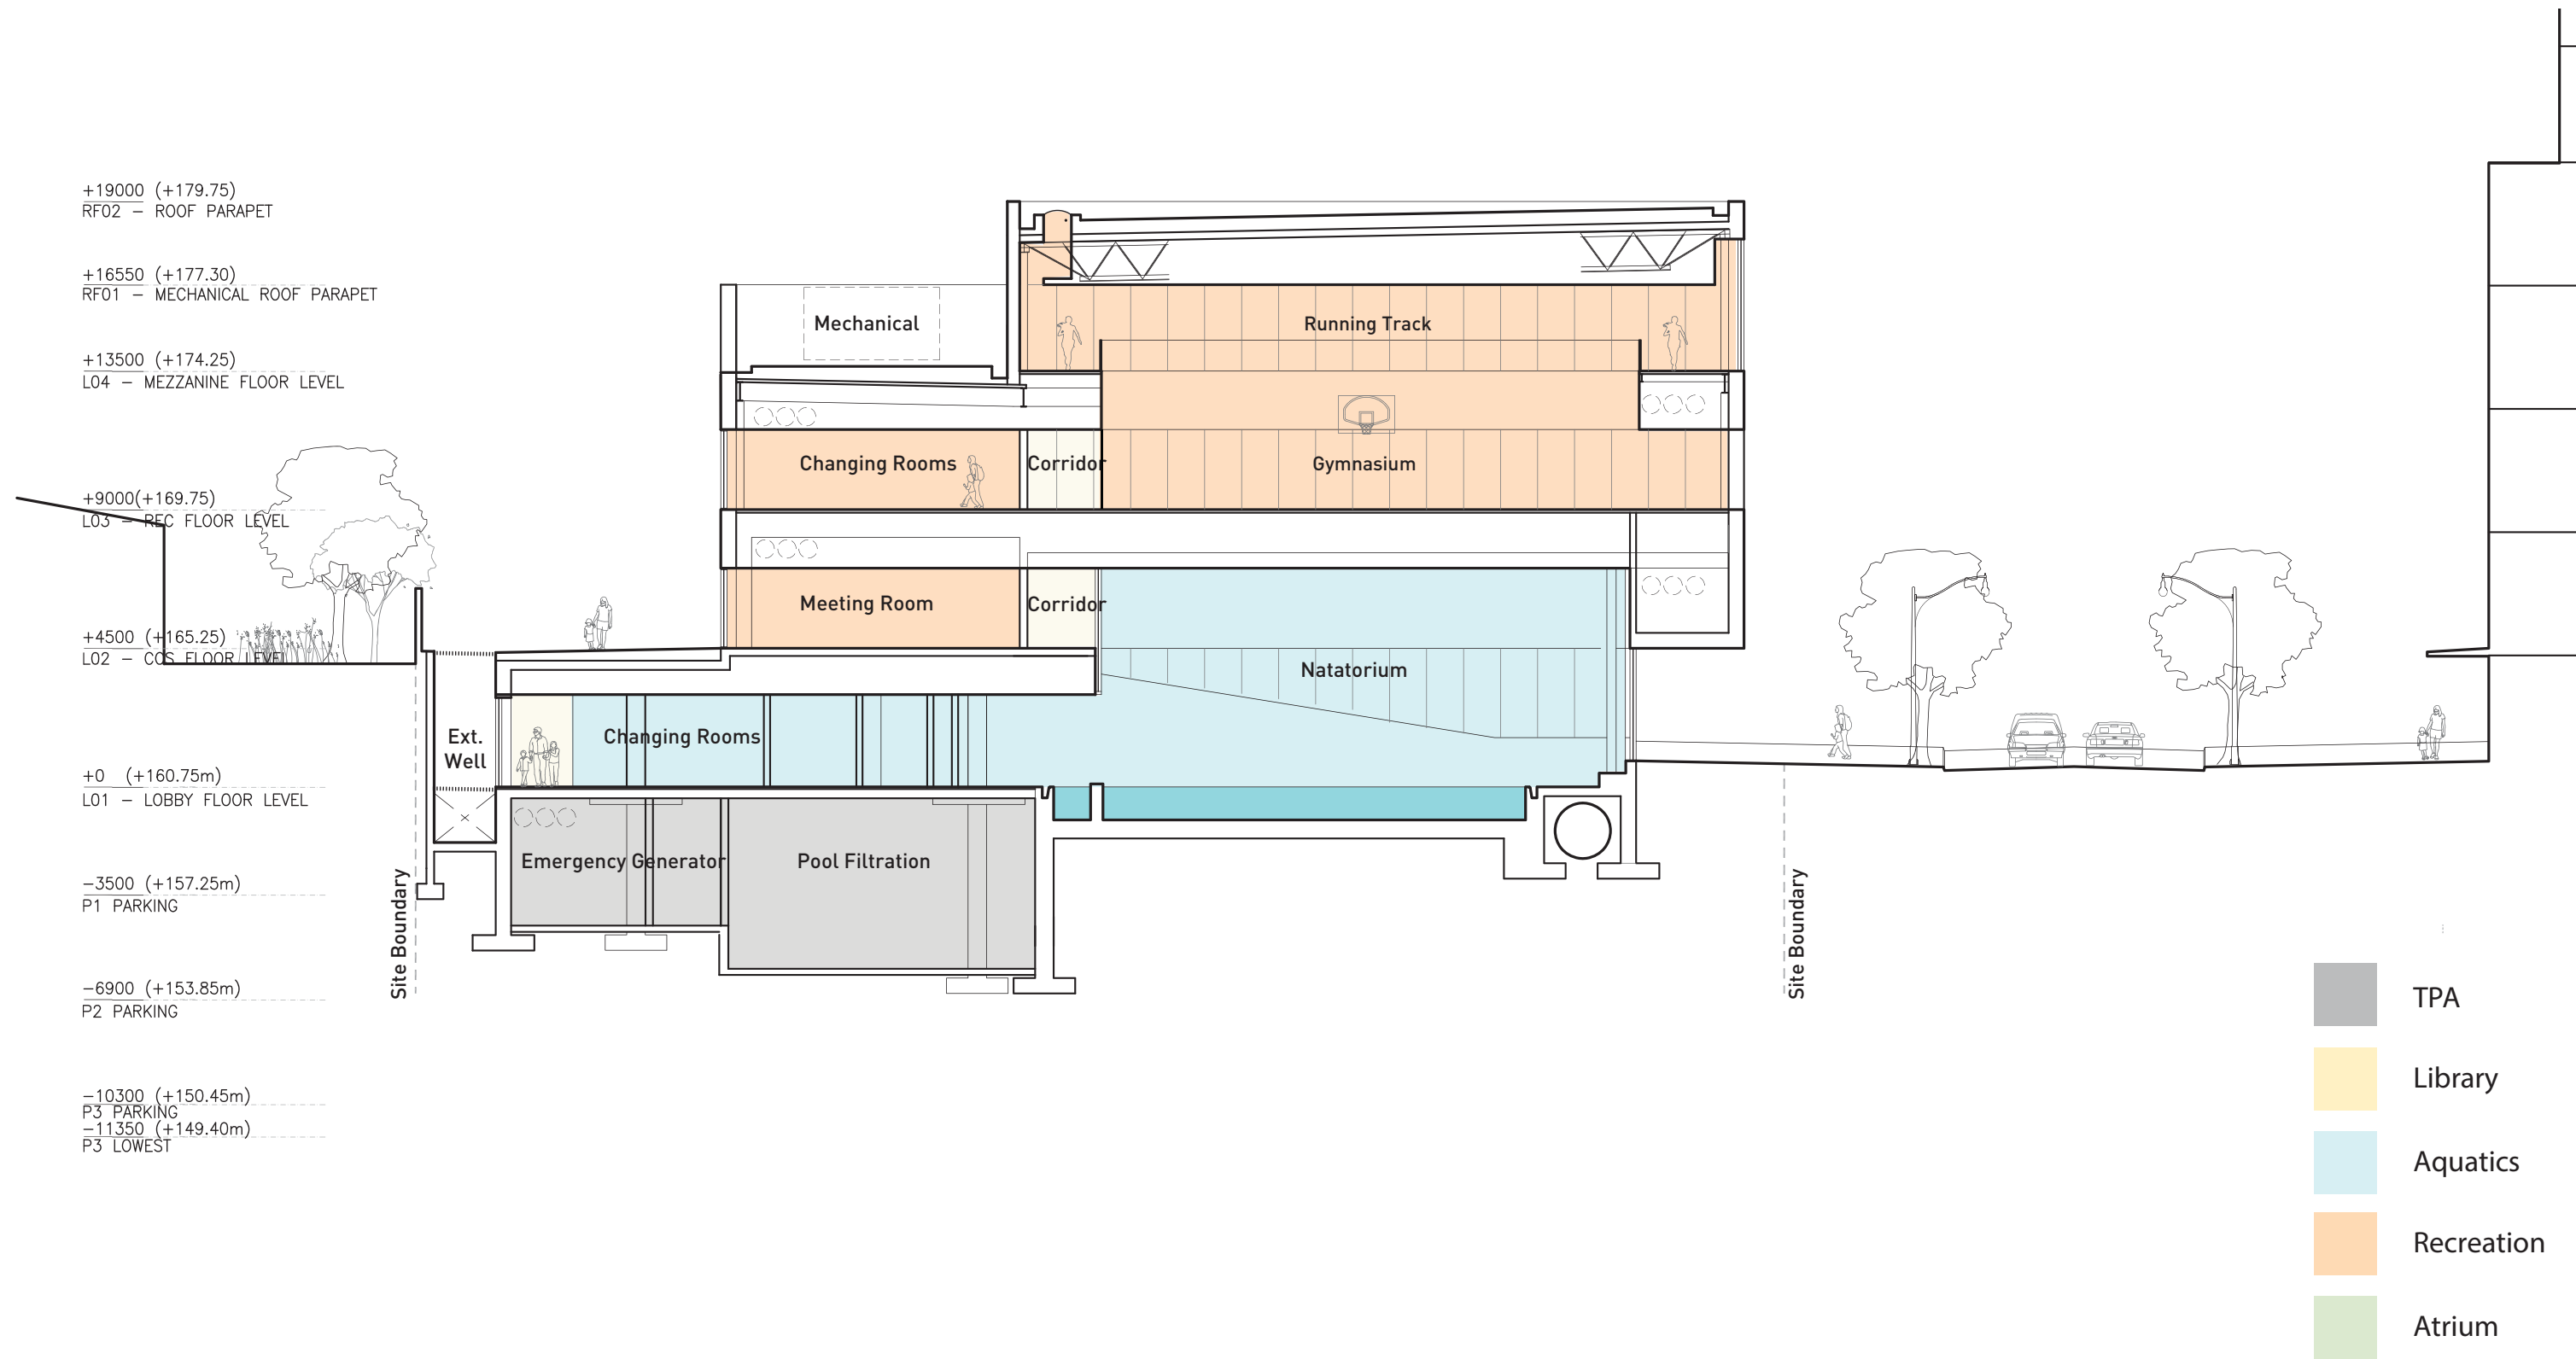 +19000 (+179.75)
RF02 – ROOF PARAPET
+16550 (+177.30)
RF01 – MECHANICAL ROOF PARAPET
+13500 (+174.25)
L04 – MEZZANINE FLOOR LEVEL
+9000(+169.75)
L03 – REC FLOOR LEVEL
+4500 (+165.25)
L02 – COS FLOOR LEVEL
+0 (+160.75m)
L01 – LOBBY FLOOR LEVEL
–3500 (+157.25m)
P1 PARKING
–6900 (+153.85m)
P2 PARKING
–10300 (+150.45m)
P3 PARKING
–11350 (+149.40m)
P3 LOWEST
Mechanical
Running Track
Changing Rooms
Corridor
Gymnasium
Meeting Room
Corridor
Natatorium
Ext.
Well
Changing Rooms
Emergency Generator
Pool Filtration
Site Boundary
Site Boundary
TPA
Library
Aquatics
Recreation
Atrium